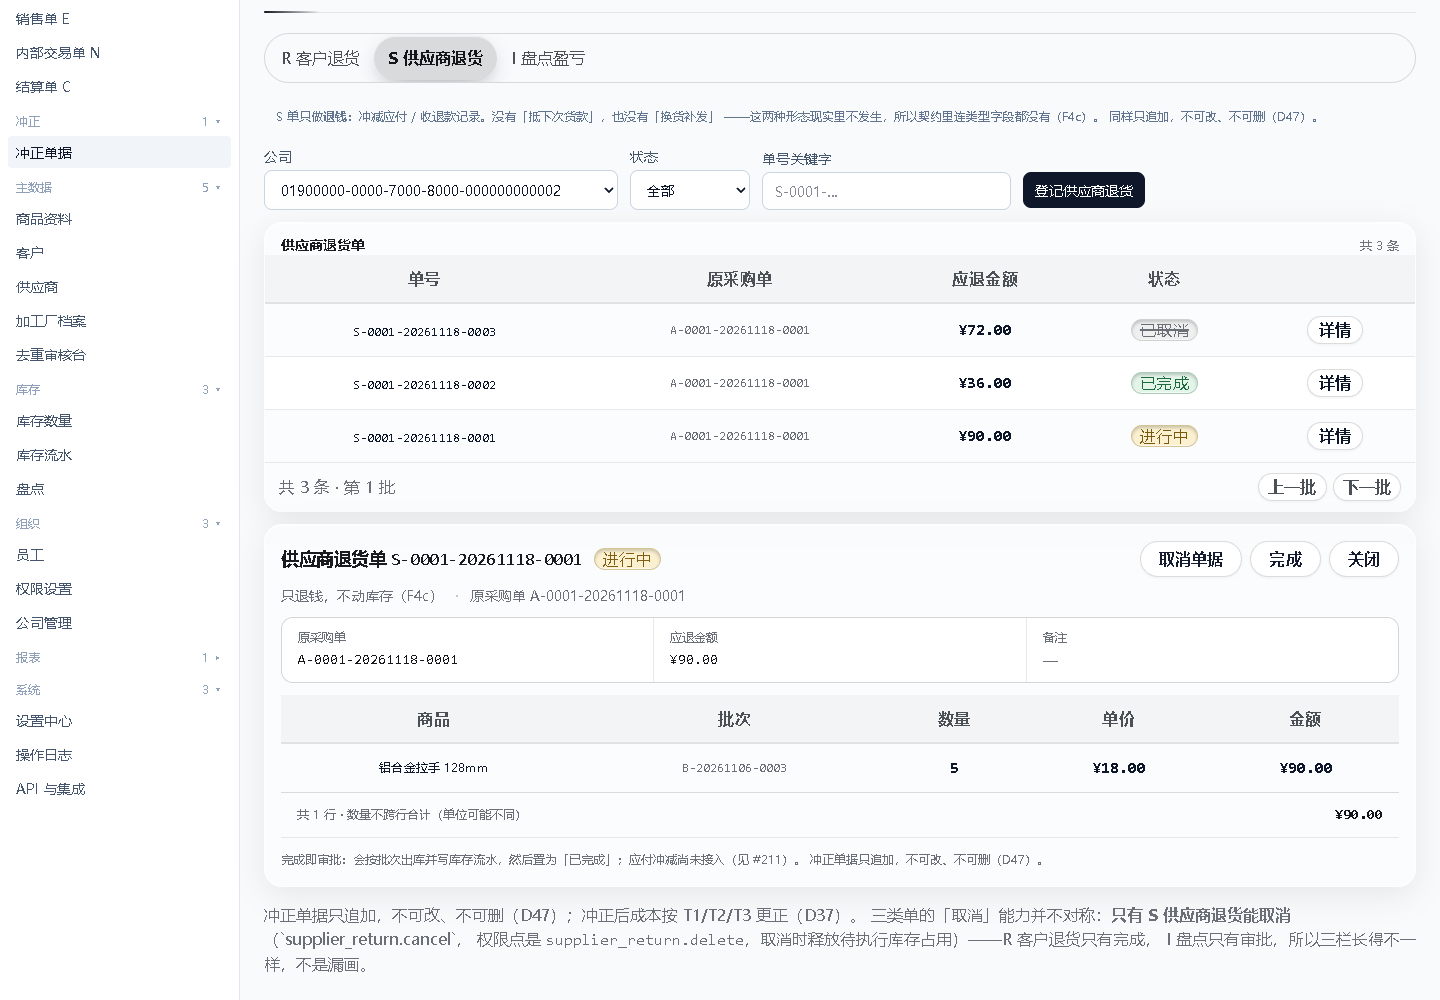 销售单 E
内部交易单 N
结算单 C
冲正 1
冲正单据
主数据 5
商品资料
客户
供应商
加工厂档案
去重审核台
库存 3
库存数量
库存流水
盘点
组织 3
员工
权限设置
公司管理
报表 1
系统 3
设置中心
操作日志
API 与集成
R 客户退货 S 供应商退货 I 盘点盈亏
S 单只做退钱：冲减应付 / 收退款记录。没有「抵下次货款」，也没有「换货补发」 ——这两种形态现实里不发生，所以契约里连类型字段都没有（F4c）。 同样只追加，不可改、不可删（D47）。
公司 状态 单号关键字
01900000-0000-7000-8000-000000000002 全部 S-0001-... 登记供应商退货
供应商退货单 共 3 条
单号 原采购单 应退金额 状态
S-0001-20261118-0003 A-0001-20261118-0001 ¥72.00 已取消 详情
S-0001-20261118-0002 A-0001-20261118-0001 ¥36.00 已完成 详情
S-0001-20261118-0001 A-0001-20261118-0001 ¥90.00 进行中 详情
共 3 条 · 第 1 批 上一批 下一批
供应商退货单 S-0001-20261118-0001 进行中 取消单据 完成 关闭
只退钱，不动库存（F4c） · 原采购单 A-0001-20261118-0001
原采购单 应退金额 备注
A-0001-20261118-0001 ¥90.00 —
商品 批次 数量 单价 金额
铝合金拉手 128mm B-20261106-0003 5 ¥18.00 ¥90.00
共 1 行 · 数量不跨行合计（单位可能不同） ¥90.00
完成即审批：会按批次出库并写库存流水，然后置为「已完成」；应付冲减尚未接入（见 #211）。 冲正单据只追加，不可改、不可删（D47）。
冲正单据只追加，不可改、不可删（D47）；冲正后成本按 T1/T2/T3 更正（D37）。 三类单的「取消」能力并不对称：只有 S 供应商退货能取消
（`supplier_return.cancel`， 权限点是 supplier_return.delete，取消时释放待执行库存占用）——R 客户退货只有完成， I 盘点只有审批，所以三栏长得不一
样，不是漏画。